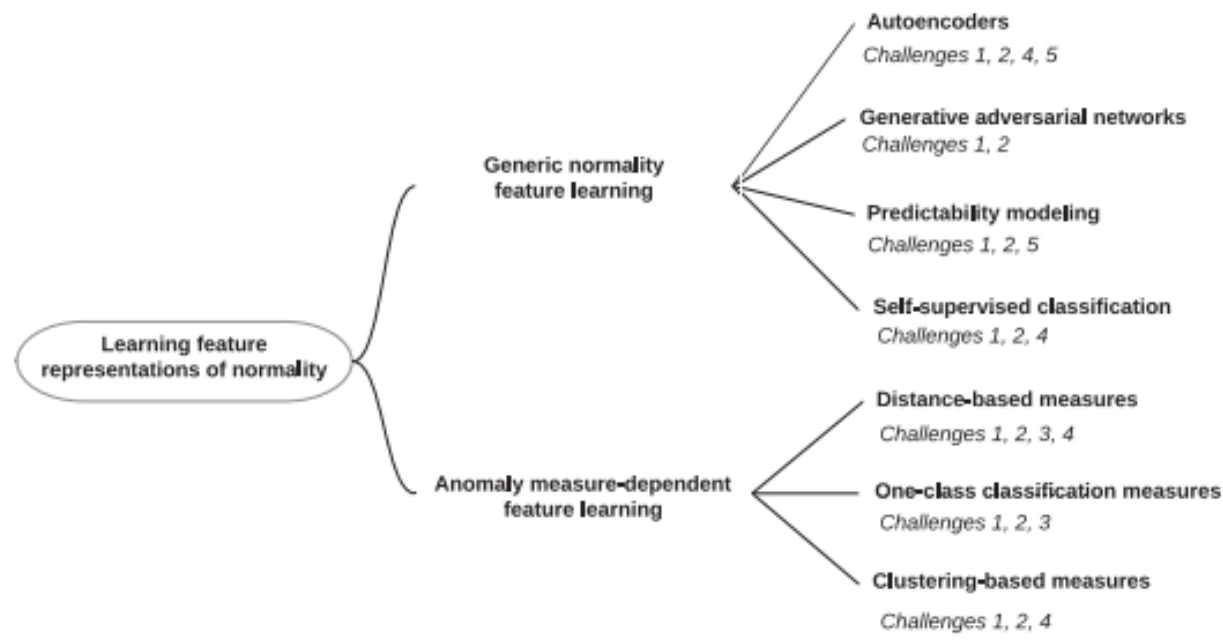 Autoencoders
Challenges 1, 2, 4, 5
Generative adversarial networks
Challenges 1, 2
Generic normality
feature learning
Predictability modeling
Challenges 1, 2, 5
Self-supervised classification
Challenges 1, 2, 4
Learning feature
representations of normality
Distance-based measures
Challenges 1, 2, 3, 4
Anomaly measure-dependent
feature learning
One-class classification measures
Challenges 1, 2, 3
Clustering-based measures
Challenges 1, 2, 4